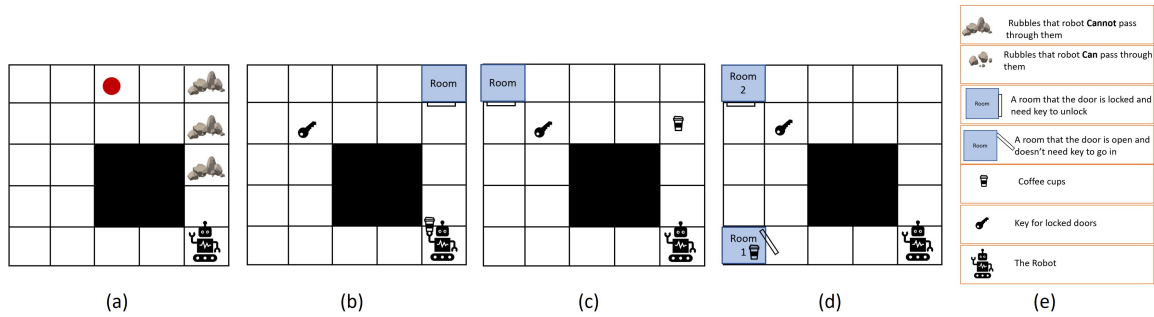 Room
Room
Room
2
Room
1
(a)
(b)
(c)
(d)
Rubbles that robot Cannot pass
through them
Rubbles that robot Can pass through
them
Room
A room that the door is locked and
need key to unlock
Room
A room that the door is open and
doesn't need key to go in
Coffee cups
Key for locked doors
The Robot
(e)